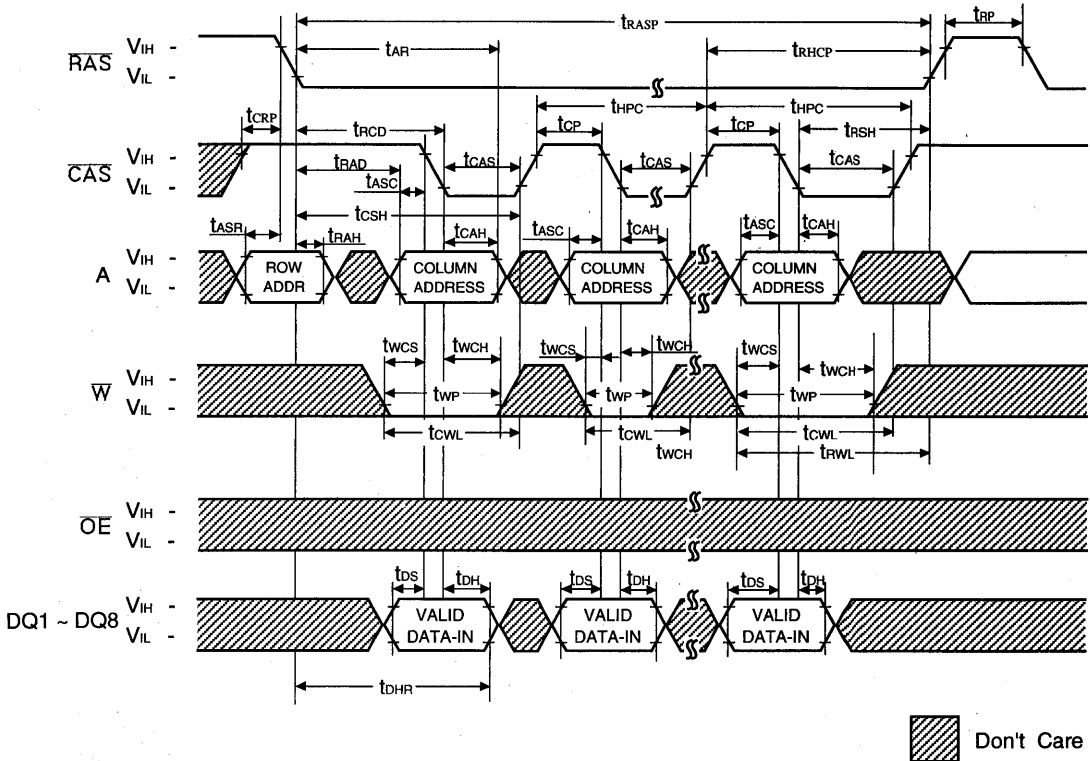 tRASP
tRP
tAR
tRHCP
RAS
VIH -
VIL -
tCRP
tRCD
tHPC
tHPC
tCP
tCP
tRSH
CAS
VIH -
VIL -
tRAD
tCAS
tCAS
tCAS
tASC
tCSH
tASR
tRAH
tCAH
tASC
tCAH
tASC
tCAH
A
VIH -
VIL -
ROW ADDR
COLUMN ADDRESS
COLUMN ADDRESS
COLUMN ADDRESS
tWCS
tWCH
tWCS
tWCH
tWCS
tWCH
W
VIH -
VIL -
tWP
tWP
tWP
tCWL
tCWL
tCWL
tWCH
tRWL
OE
VIH -
VIL -
tDS
tDH
tDS
tDH
tDS
tDH
DQ1 ~ DQ8
VIH -
VIL -
VALID DATA-IN
VALID DATA-IN
VALID DATA-IN
tDHR
Don't Care